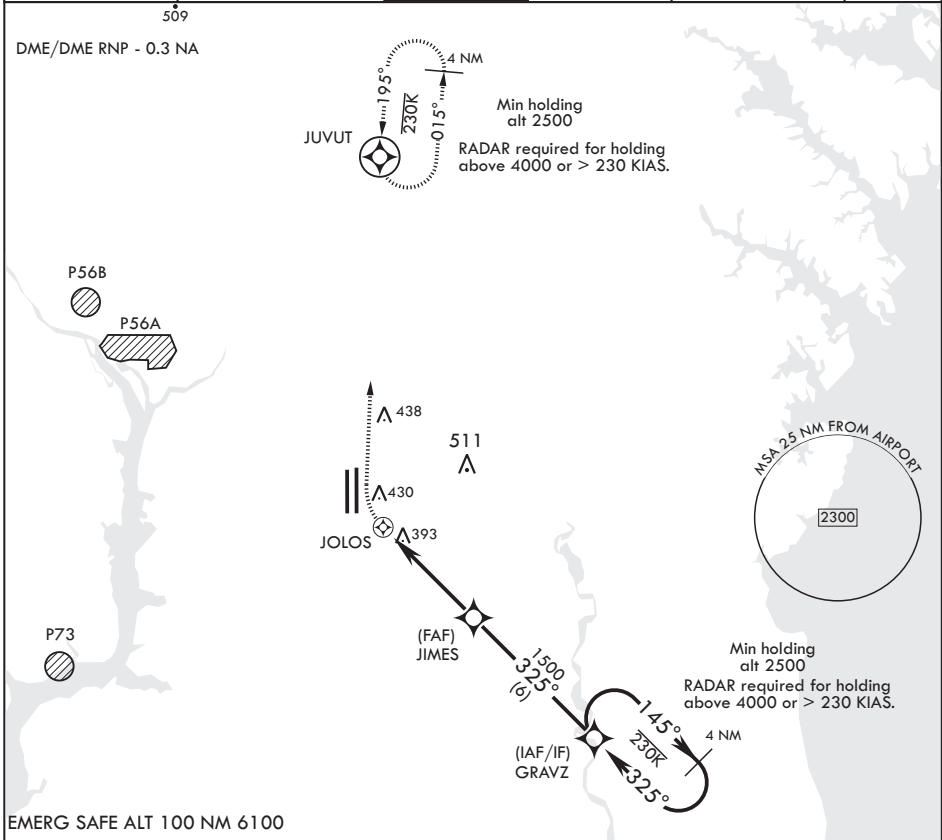 509
DME/DME RNP - 0.3 NA
4 NM
195°
230K
015°
Min holding
alt 2500
JUVUT
RADAR required for holding
above 4000 or > 230 KIAS.
P56B
P56A
438
511
MSA 25 NM FROM AIRPORT
430
2300
393
JOLOS
(FAF)
JIMES
P73
1500
325°
(6)
Min holding
alt 2500
RADAR required for holding
above 4000 or > 230 KIAS.
145°
4 NM
230K
(IAF/IF)
GRAVZ
325°
EMERG SAFE ALT 100 NM 6100